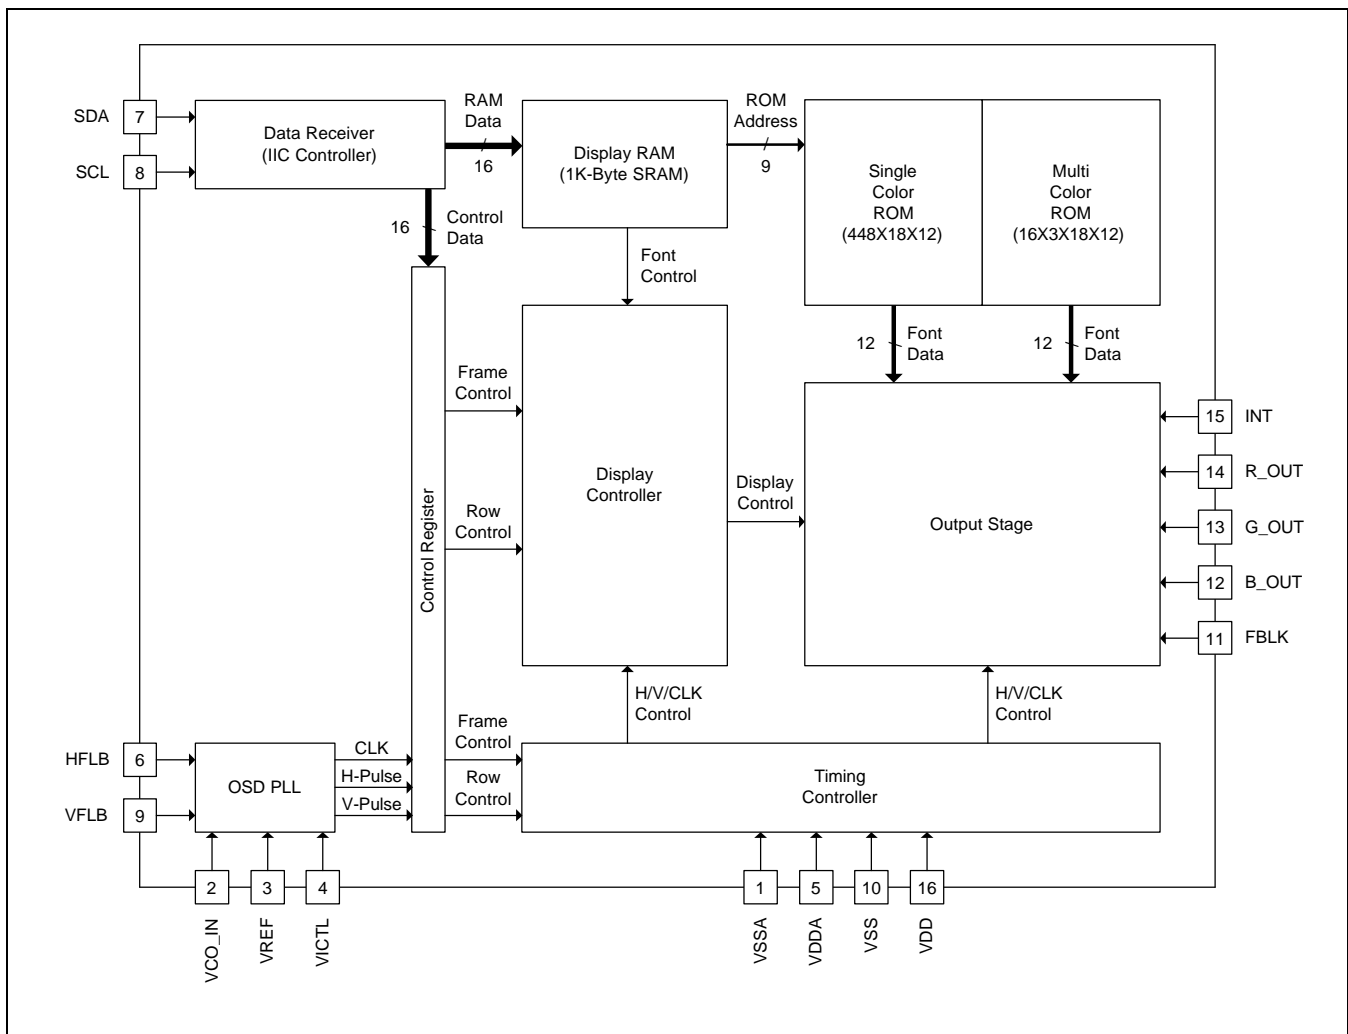 SDA
7
SCL
8
Data Receiver
(IIC Controller)
RAM
Data
16
Display RAM
(1K-Byte SRAM)
ROM
Address
9
Single
Color
ROM
(448X18X12)
Multi
Color
ROM
(16X3X18X12)
16
Control
Data
Font
Control
12
Font
Data
12
Font
Data
Frame
Control
Row
Control
Control Register
Display
Controller
Display
Control
Output Stage
15
INT
14
R_OUT
13
G_OUT
12
B_OUT
11
FBLK
H/V/CLK
Control
H/V/CLK
Control
HFLB
6
VFLB
9
OSD PLL
CLK
H-Pulse
V-Pulse
Frame
Control
Row
Control
Timing
Controller
2
3
4
1
5
10
16
VCO_IN
VREF
VICTL
VSSA
VDDA
VSS
VDD